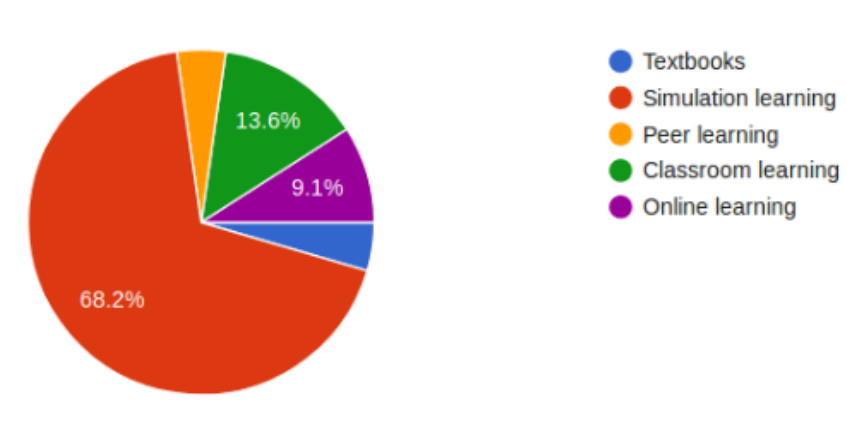 Textbooks
Simulation learning
Peer learning
Classroom learning
Online learning
13.6%
9.1%
68.2%